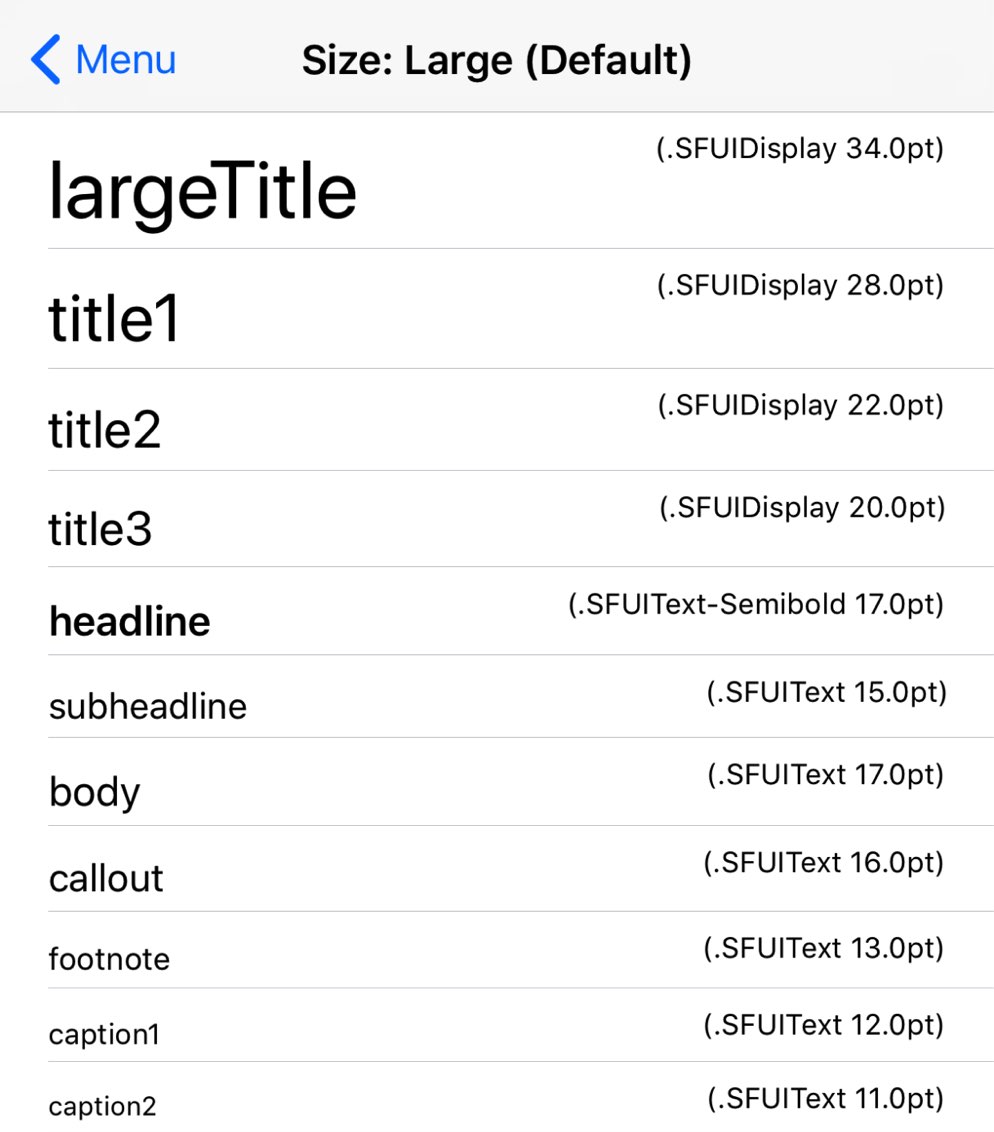 Menu
Size: Large (Default)
largeTitle
(.SFUIDisplay 34.0pt)
title1
(.SFUIDisplay 28.0pt)
title2
(.SFUIDisplay 22.0pt)
title3
(.SFUIDisplay 20.0pt)
headline
(.SFUIText-Semibold 17.0pt)
subheadline
(.SFUIText 15.0pt)
body
(.SFUIText 17.0pt)
callout
(.SFUIText 16.0pt)
footnote
(.SFUIText 13.0pt)
caption1
(.SFUIText 12.0pt)
caption2
(.SFUIText 11.0pt)